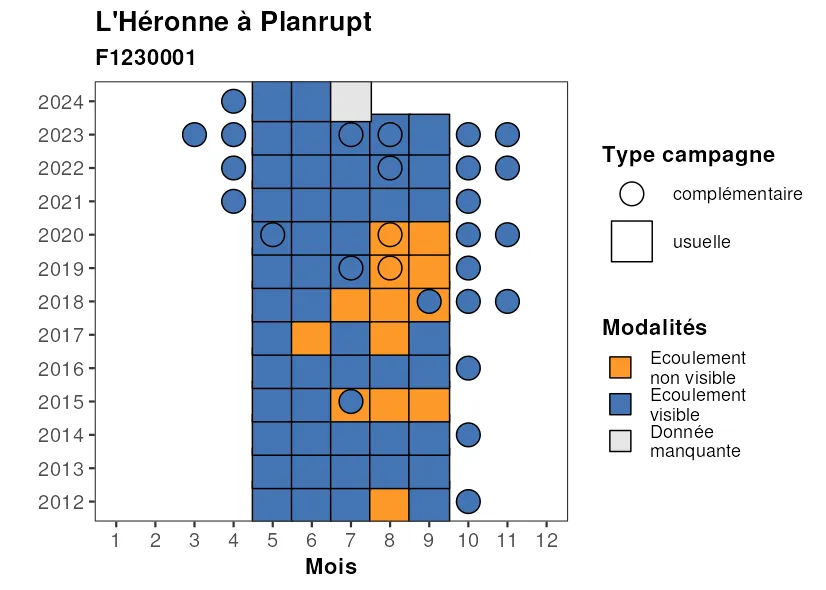 L'Héronne à Planrupt
F1230001
2024
2023
2022
2021
2020
2019
2018
2017
2016
2015
2014
2013
2012
1 2 3 4 5 6 7 8 9 10 11 12
Mois
Type campagne
complémentaire
usuelle
Modalités
Ecoulement
non visible
Ecoulement
visible
Donnée
manquante